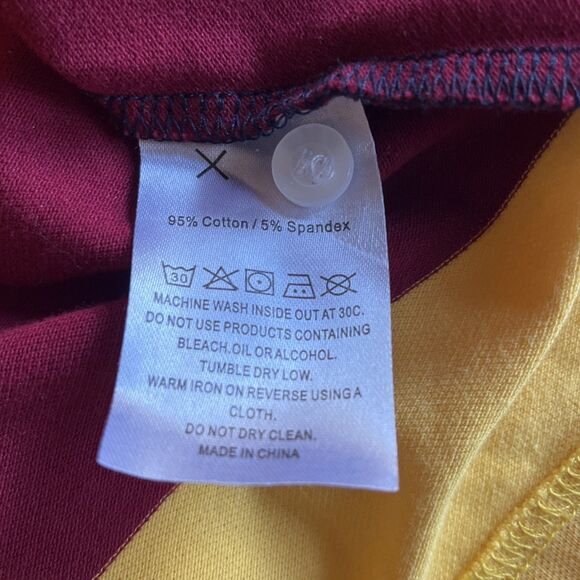 95% Cotton / 5% Spandex
30
MACHINE WASH INSIDE OUT AT 30C.
DO NOT USE PRODUCTS CONTAINING
BLEACH.OIL OR ALCOHOL.
TUMBLE DRY LOW.
WARM IRON ON REVERSE USING A
CLOTH.
DO NOT DRY CLEAN.
MADE IN CHINA